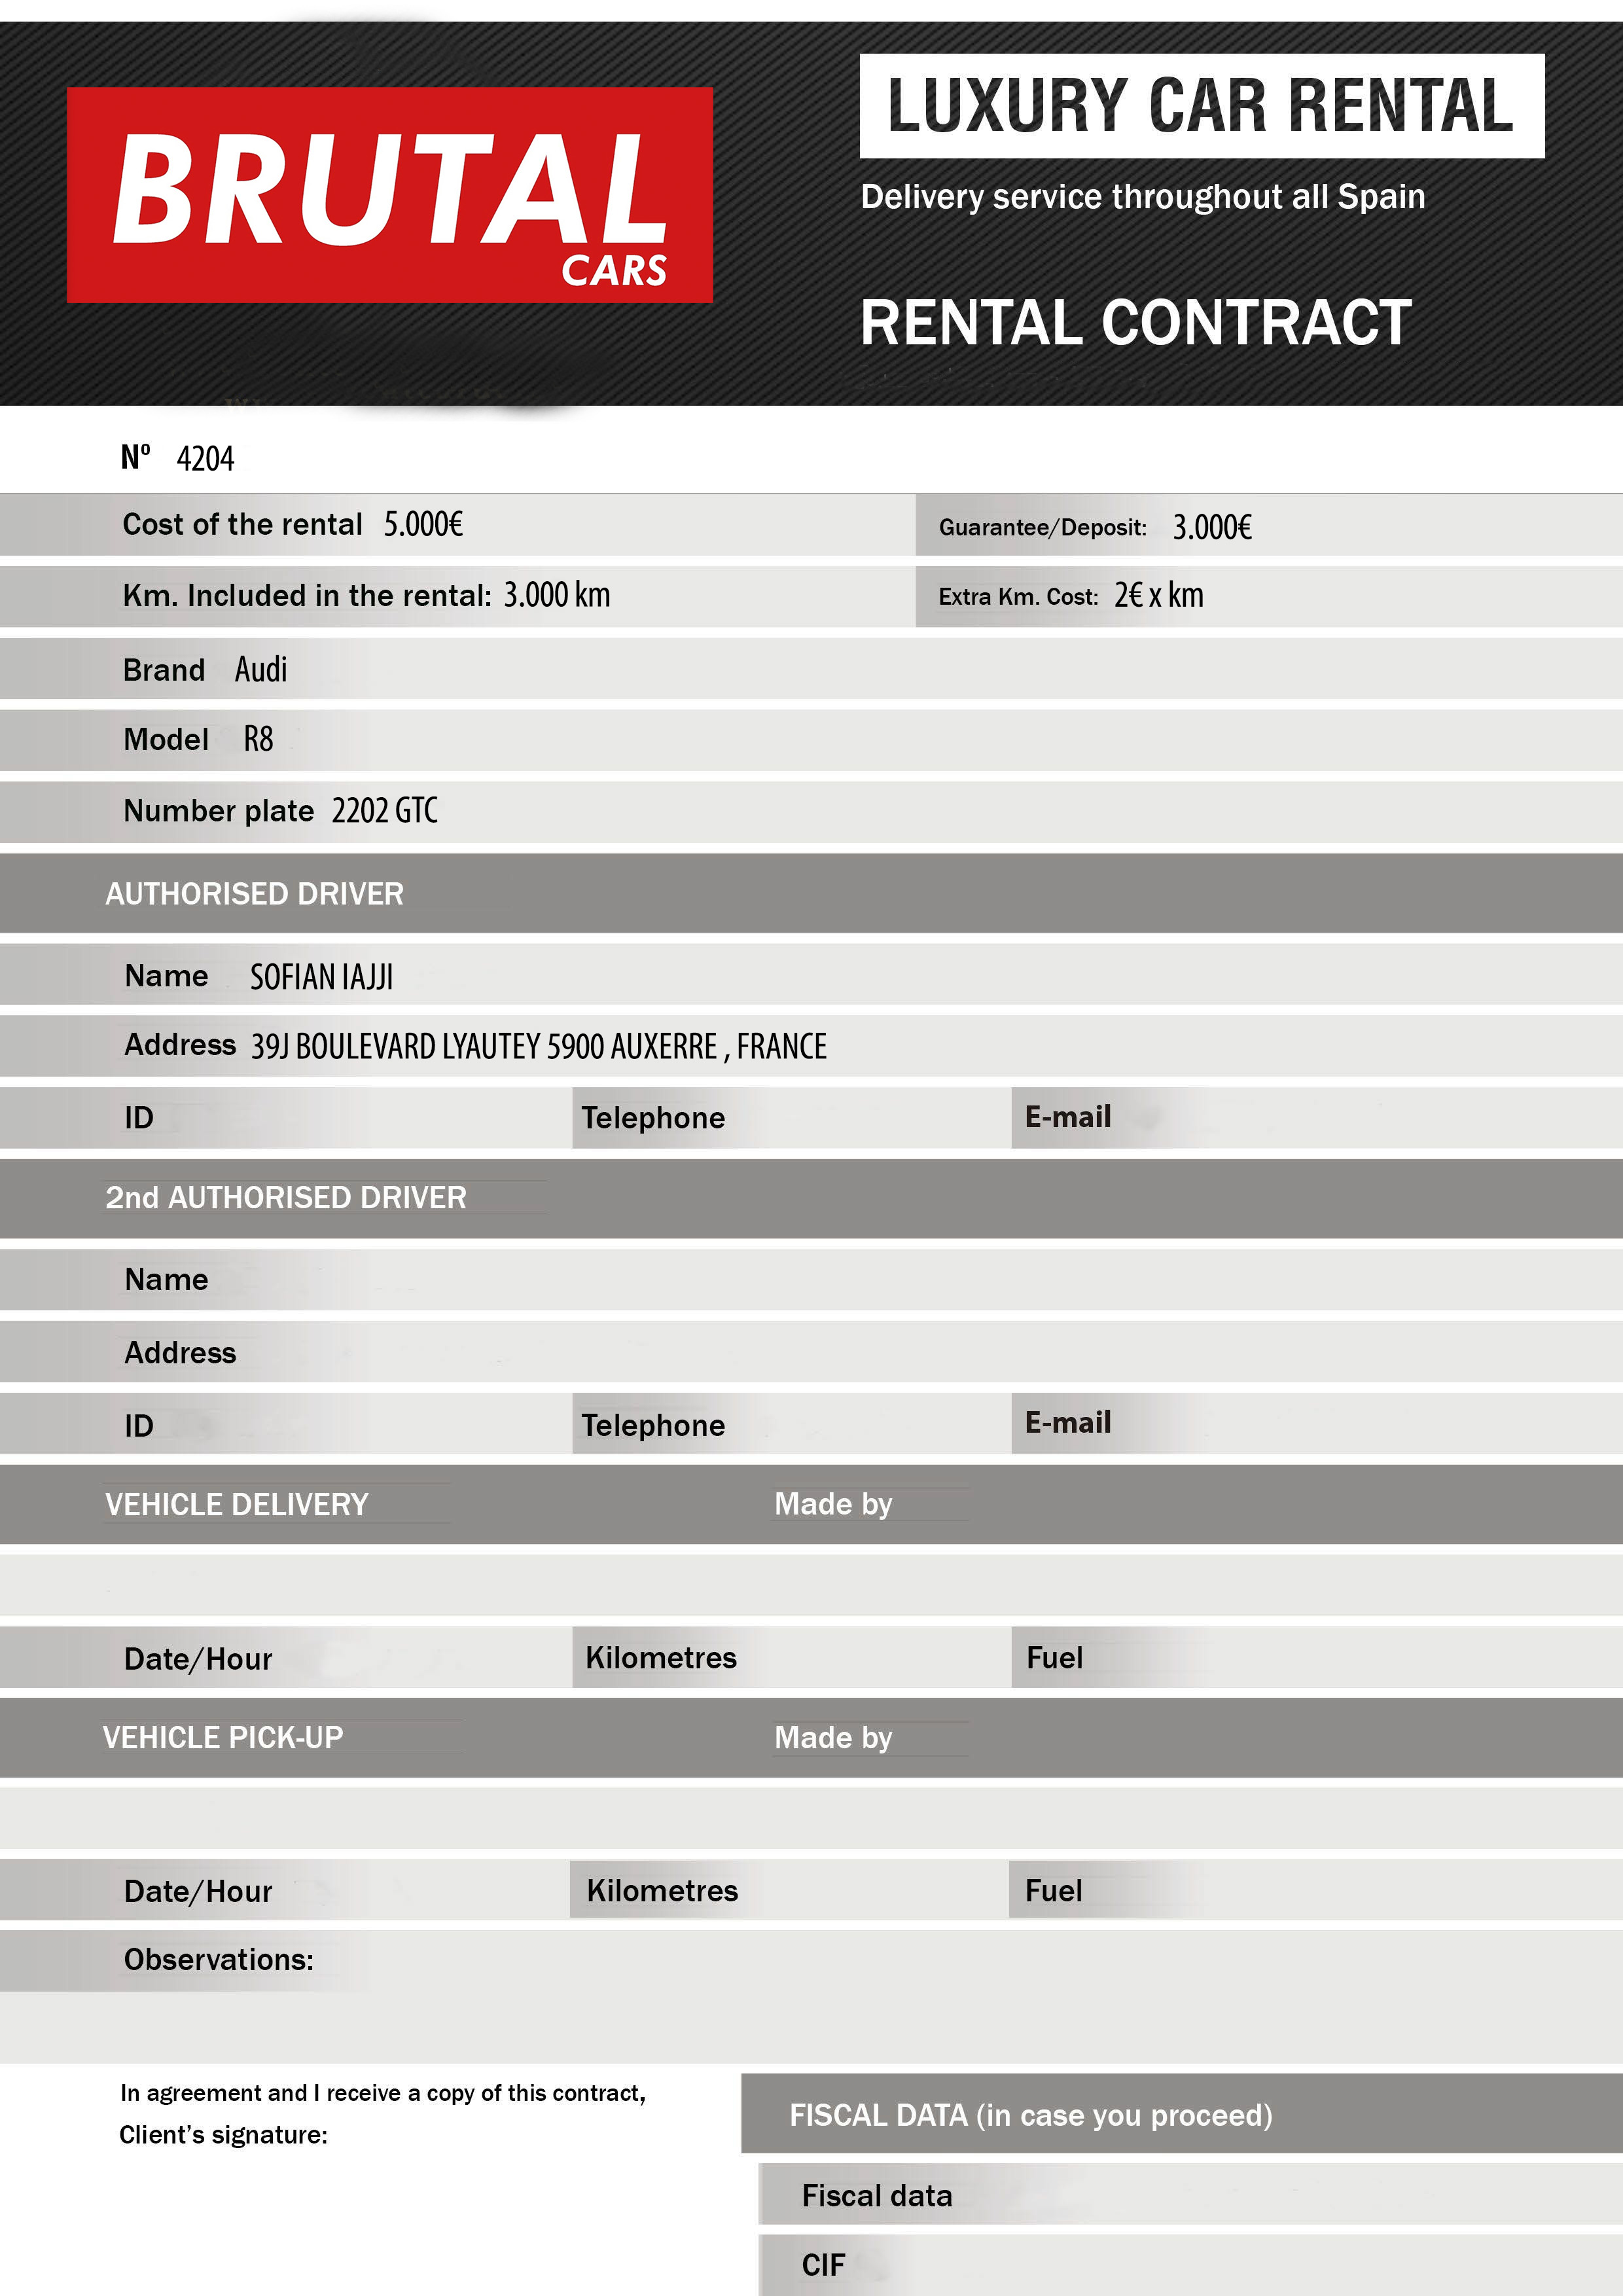 BRUTAL
CARS
LUXURY CAR RENTAL
Delivery service throughout all Spain
RENTAL CONTRACT
Nº 4204
Cost of the rental 5.000€ Guarantee/Deposit: 3.000€
Km. Included in the rental: 3.000 km Extra Km. Cost: 2€ x km
Brand Audi
Model R8
Number plate 2202 GTC
AUTHORISED DRIVER
Name SOFIAN IAJJI
Address 39J BOULEVARD LYAUTEY 5900 AUXERRE , FRANCE
ID Telephone E-mail
2nd AUTHORISED DRIVER
Name
Address
ID Telephone E-mail
VEHICLE DELIVERY Made by
Date/Hour Kilometres Fuel
VEHICLE PICK-UP Made by
Date/Hour Kilometres Fuel
Observations:
In agreement and I receive a copy of this contract,
Client's signature:
FISCAL DATA (in case you proceed)
Fiscal data
CIF